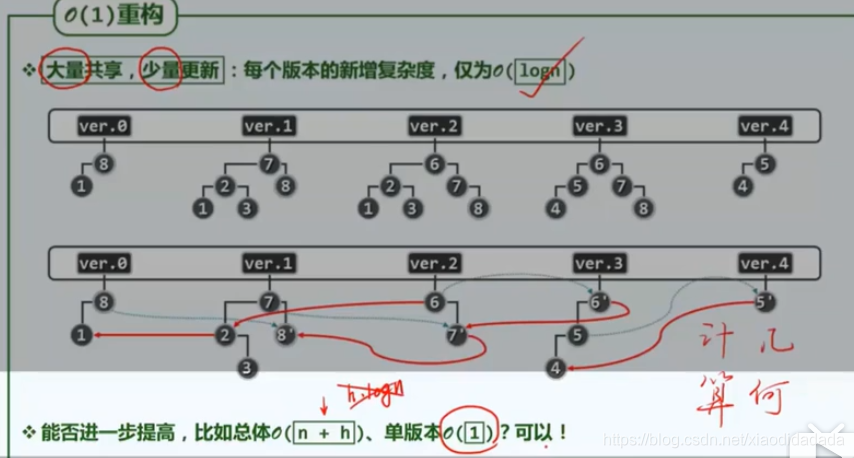 O(1)重构
❖ 大量共享，少量更新：每个版本的新增复杂度，仅为O(logn)
ver.0 ver.1 ver.2 ver.3 ver.4
8 7 6 6 5
1 2 8 2 7 5 7 4
1 3 1 3 8 4 8
ver.0 ver.1 ver.2 ver.3 ver.4
8 7 6 6' 5'
1 2 8' 7' 5
3 4
计几
算何
h·logn
❖ 能否进一步提高，比如总体O(n + h)、单版本O(1)？可以！
https://blog.csdn.net/xiaodidadada